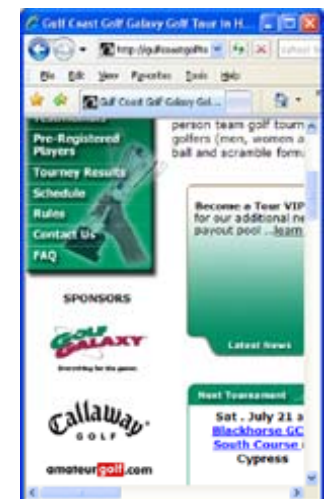 Gulf Coast Golf Galaxy Golf Tour in H...
File Edit View Favorites Tools Help
Gulf Coast Golf Galaxy Gol...
Pre-Registered
Players
Tourney Results
Schedule
Rules
Contact Us
FAQ
SPONSORS
GOLF
GALAXY
Everything for the game.
Callaway
GOLF
amateurgolf.com
person team golf tourn
golfers (men, women a
ball and scramble form
Become a Tour VIP
for our additional ne
payout pool ...learn
Latest News
Next Tournament
Sat . July 21 a
Blackhorse GC
South Course
Cypress